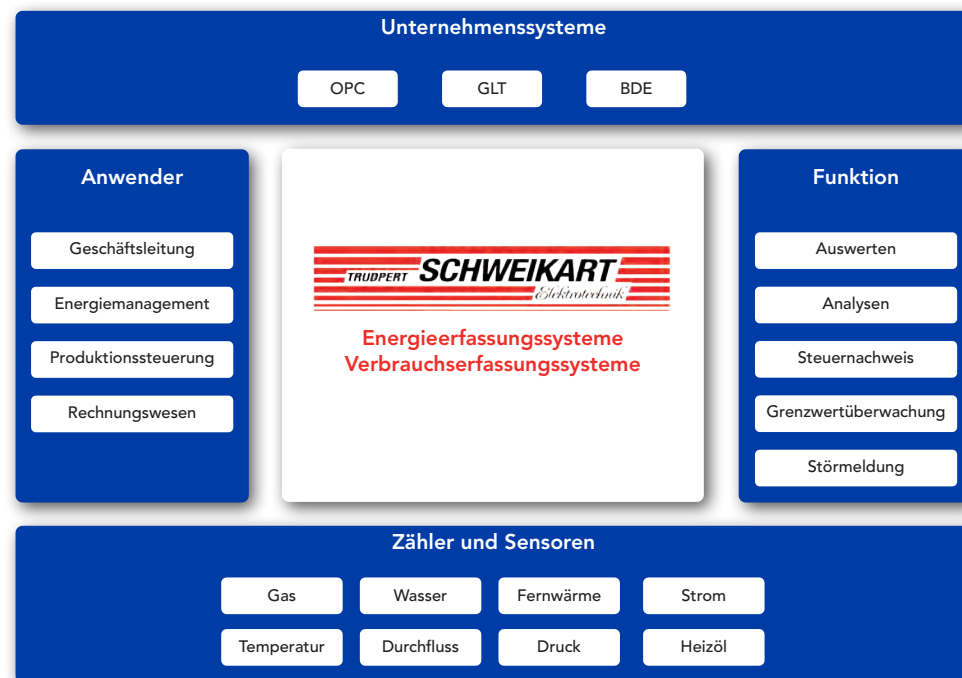 Unternehmenssysteme
OPC
GLT
BDE
Anwender
Geschäftsleitung
Energiemanagement
Produktionssteuerung
Rechnungswesen
TRUDPERT SCHWEIKART
Elektrotechnik
Energieerfassungssysteme
Verbrauchserfassungssysteme
Funktion
Auswerten
Analysen
Steuernachweis
Grenzwertüberwachung
Störmeldung
Zähler und Sensoren
Gas
Wasser
Fernwärme
Strom
Temperatur
Durchfluss
Druck
Heizöl